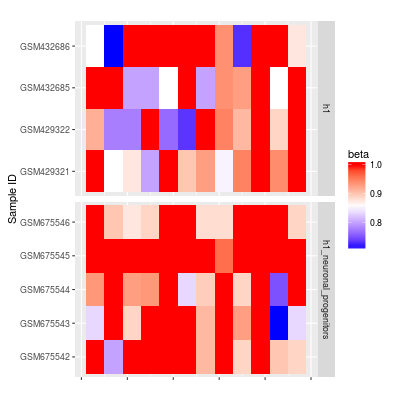 GSM432686
GSM432685
GSM429322
GSM429321
h1
GSM675546
GSM675545
GSM675544
GSM675543
GSM675542
h1_neuronal_progenitors
Sample ID
beta
1.0
0.9
0.8